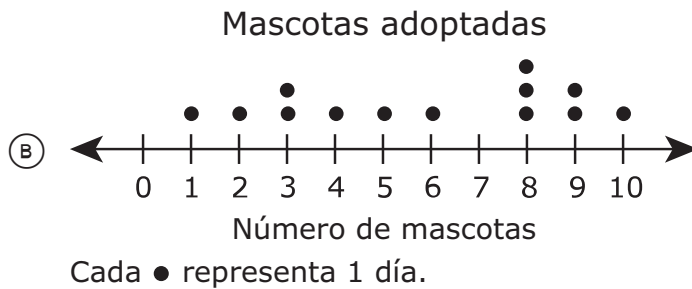 Mascotas adoptadas
B
0 1 2 3 4 5 6 7 8 9 10
Número de mascotas
Cada ● representa 1 día.